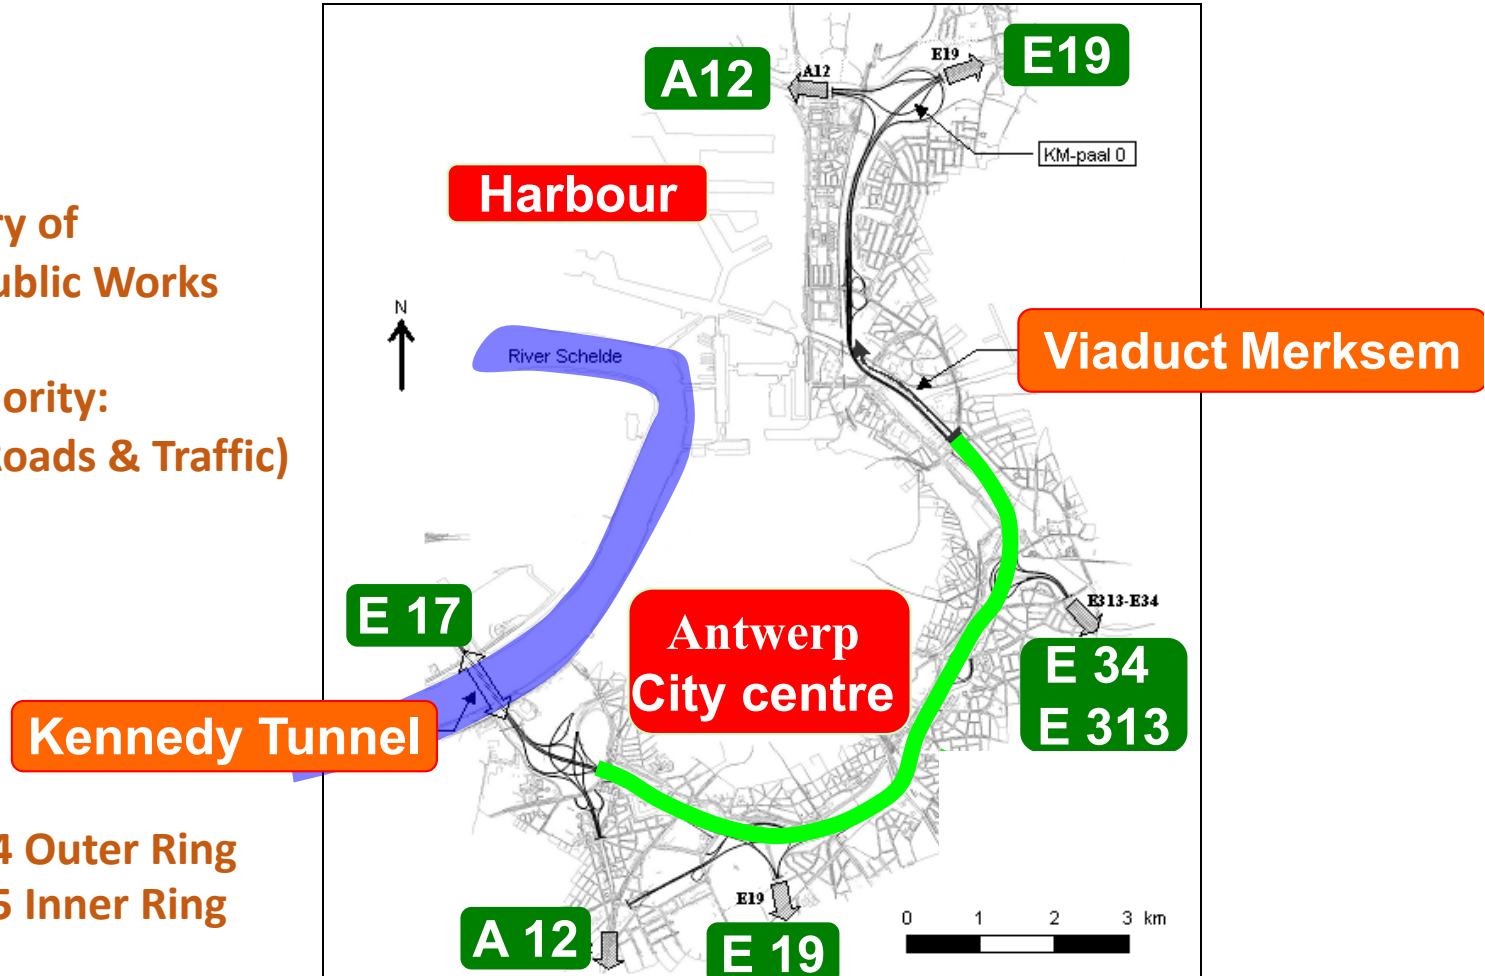 ry of
ublic Works
ority:
Roads & Traffic)
4 Outer Ring
5 Inner Ring
A12
A12
E19
E19
KM-paal 0
Harbour
N
River Schelde
Viaduct Merksem
E 17
Antwerp
City centre
E313-E34
E 34
E 313
Kennedy Tunnel
E19
A 12
E 19
0 1 2 3 km